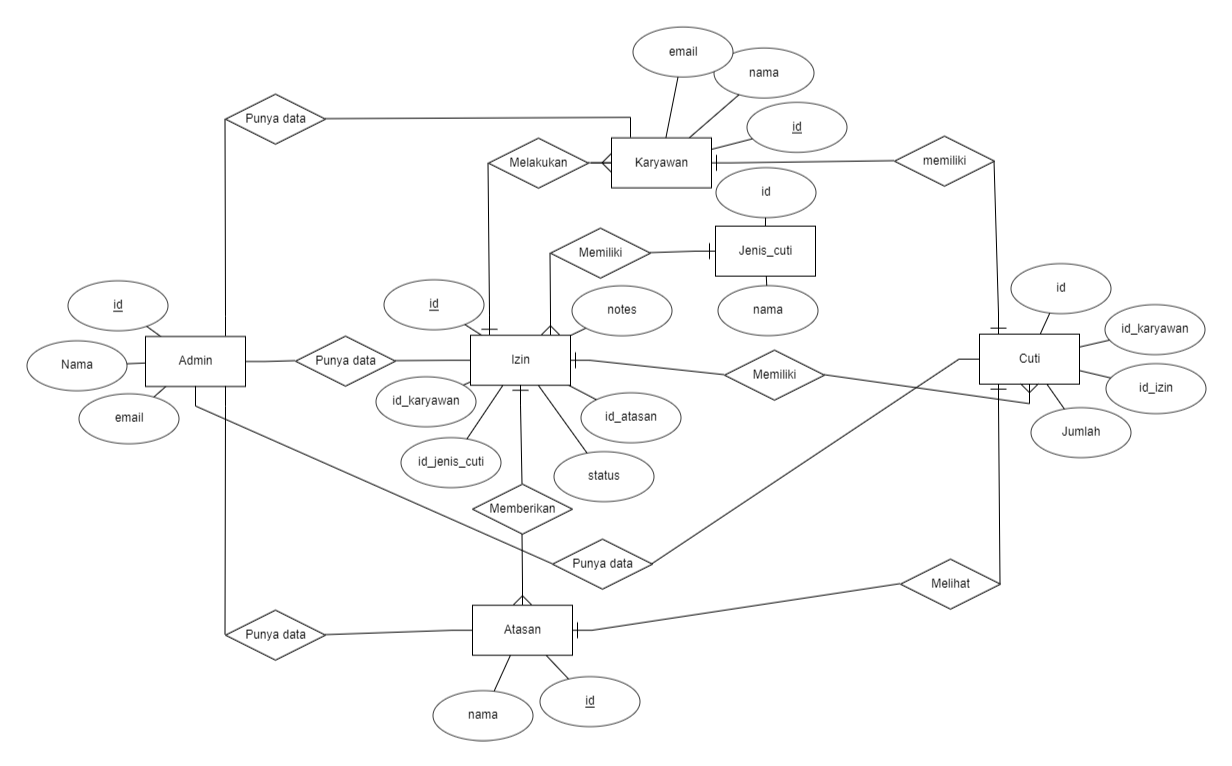 email
nama
Punya data
id
Melakukan
Karyawan
memiliki
id
Memiliki
Jenis_cuti
id
id
id
notes
nama
id_karyawan
Nama
Admin
Punya data
Izin
Memiliki
Cuti
id_izin
email
id_karyawan
id_atasan
Jumlah
id_jenis_cuti
status
Memberikan
Punya data
Melihat
Punya data
Atasan
nama
id